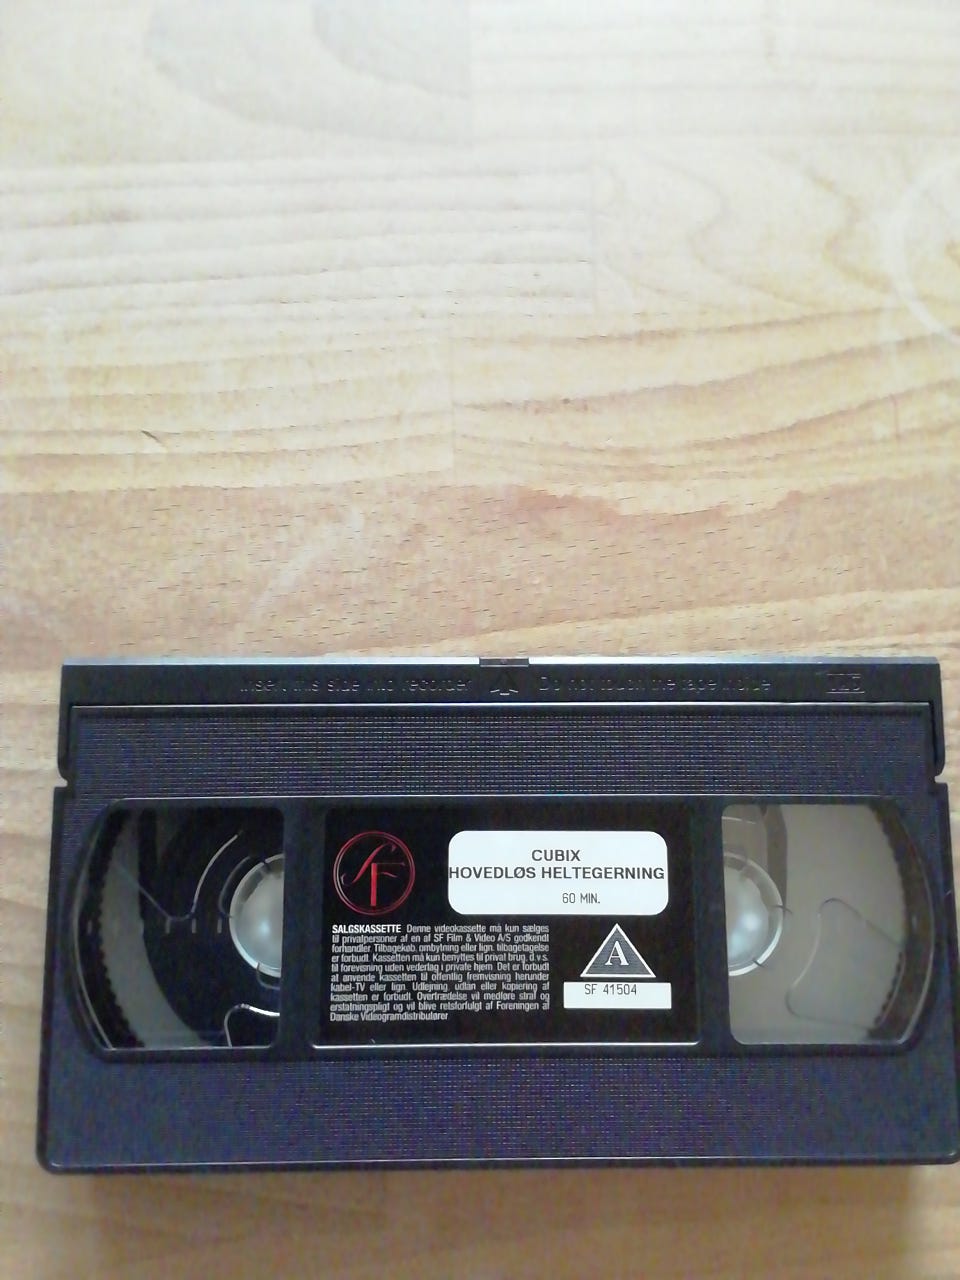 Insert this side into recorder Do not touch the tape inside VHS
SF
CUBIX
HOVEDLØS HELTEGERNING
60 MIN.
SALGSKASSETTE Denne videokassette må kun sælges
til privatpersoner af en af SF Film & Video A/S godkendt
forhandler. Tilbagekøb, ombytning eller lign. tilbagetagelse
er forbudt. Kassetten må kun benyttes til privat brug, d.v.s.
til forevisning uden vederlag i private hjem. Det er forbudt
at anvende kassetten til offentlig fremvisning herunder
kabel-TV eller lign. Udlejning, udlån eller kopiering af
kassetten er forbudt. Overtrædelse vil medføre straf og
erstatningspligt og vil blive retsforfulgt af Foreningen af
Danske Videogramdistributører
A
SF 41504